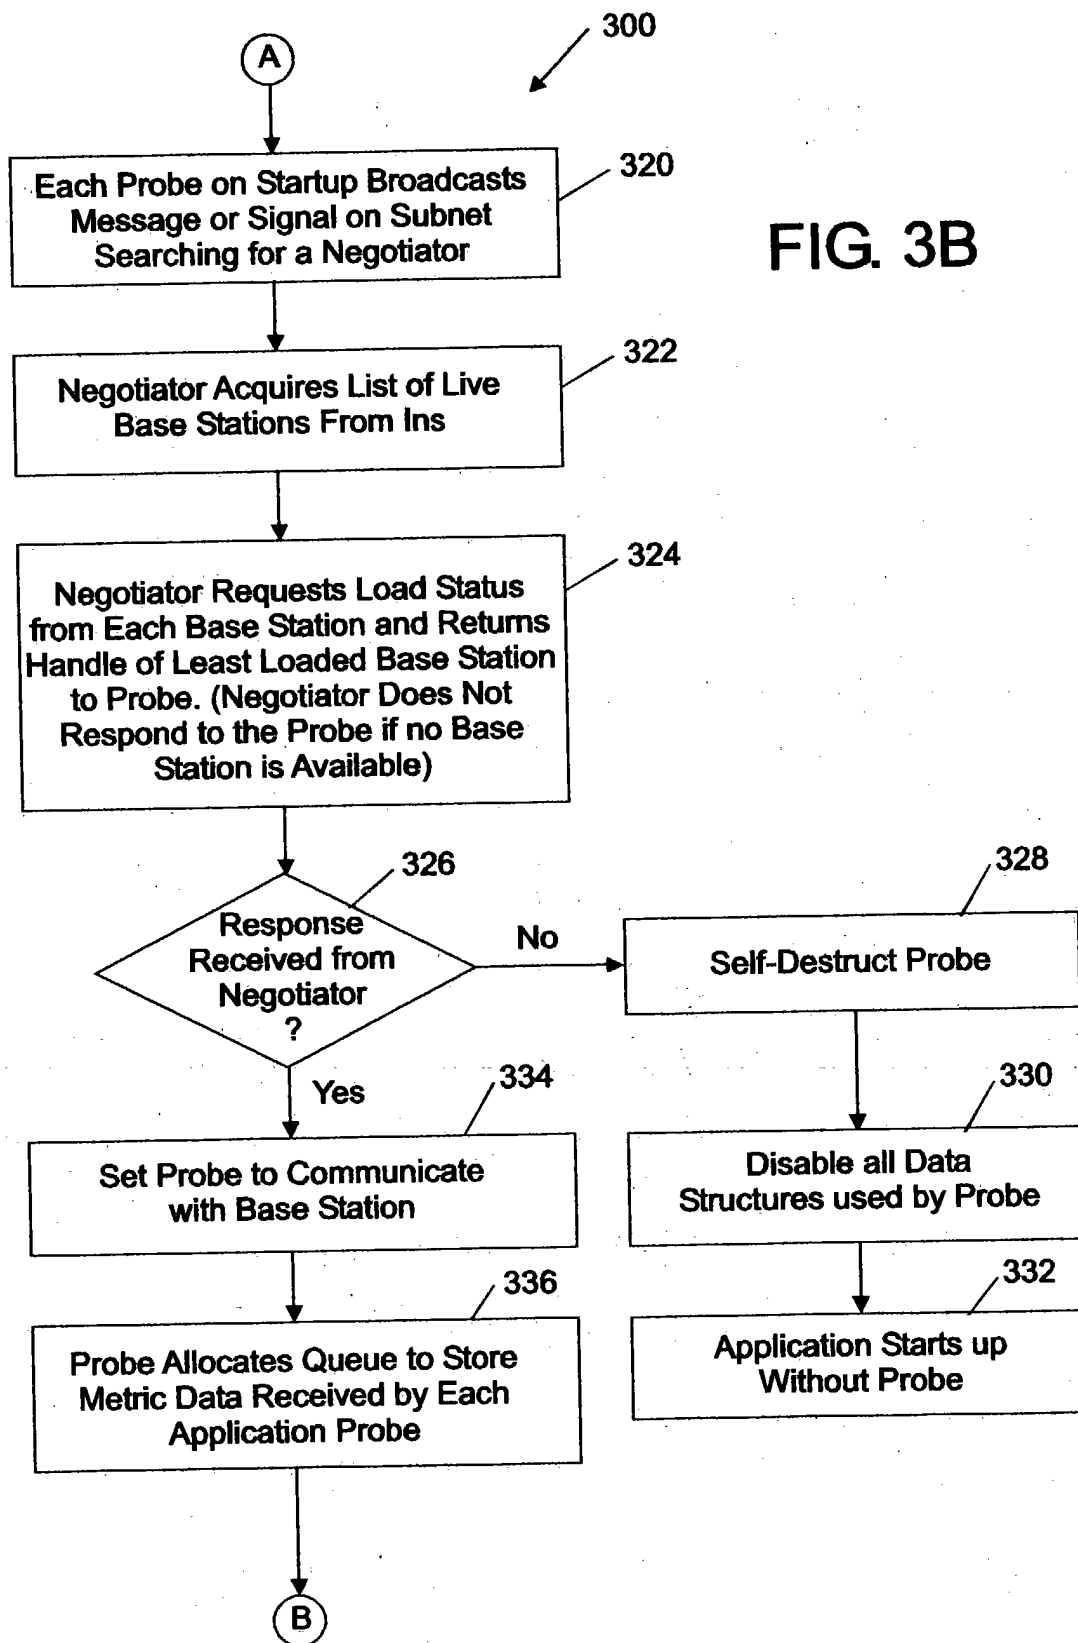 300
A
320
Each Probe on Startup Broadcasts
Message or Signal on Subnet
Searching for a Negotiator
FIG. 3B
322
Negotiator Acquires List of Live
Base Stations From Ins
324
Negotiator Requests Load Status
from Each Base Station and Returns
Handle of Least Loaded Base Station
to Probe. (Negotiator Does Not
Respond to the Probe if no Base
Station is Available)
326
Response
Received from
Negotiator
?
No
328
Self-Destruct Probe
Yes
334
Set Probe to Communicate
with Base Station
330
Disable all Data
Structures used by Probe
336
Probe Allocates Queue to Store
Metric Data Received by Each
Application Probe
332
Application Starts up
Without Probe
B